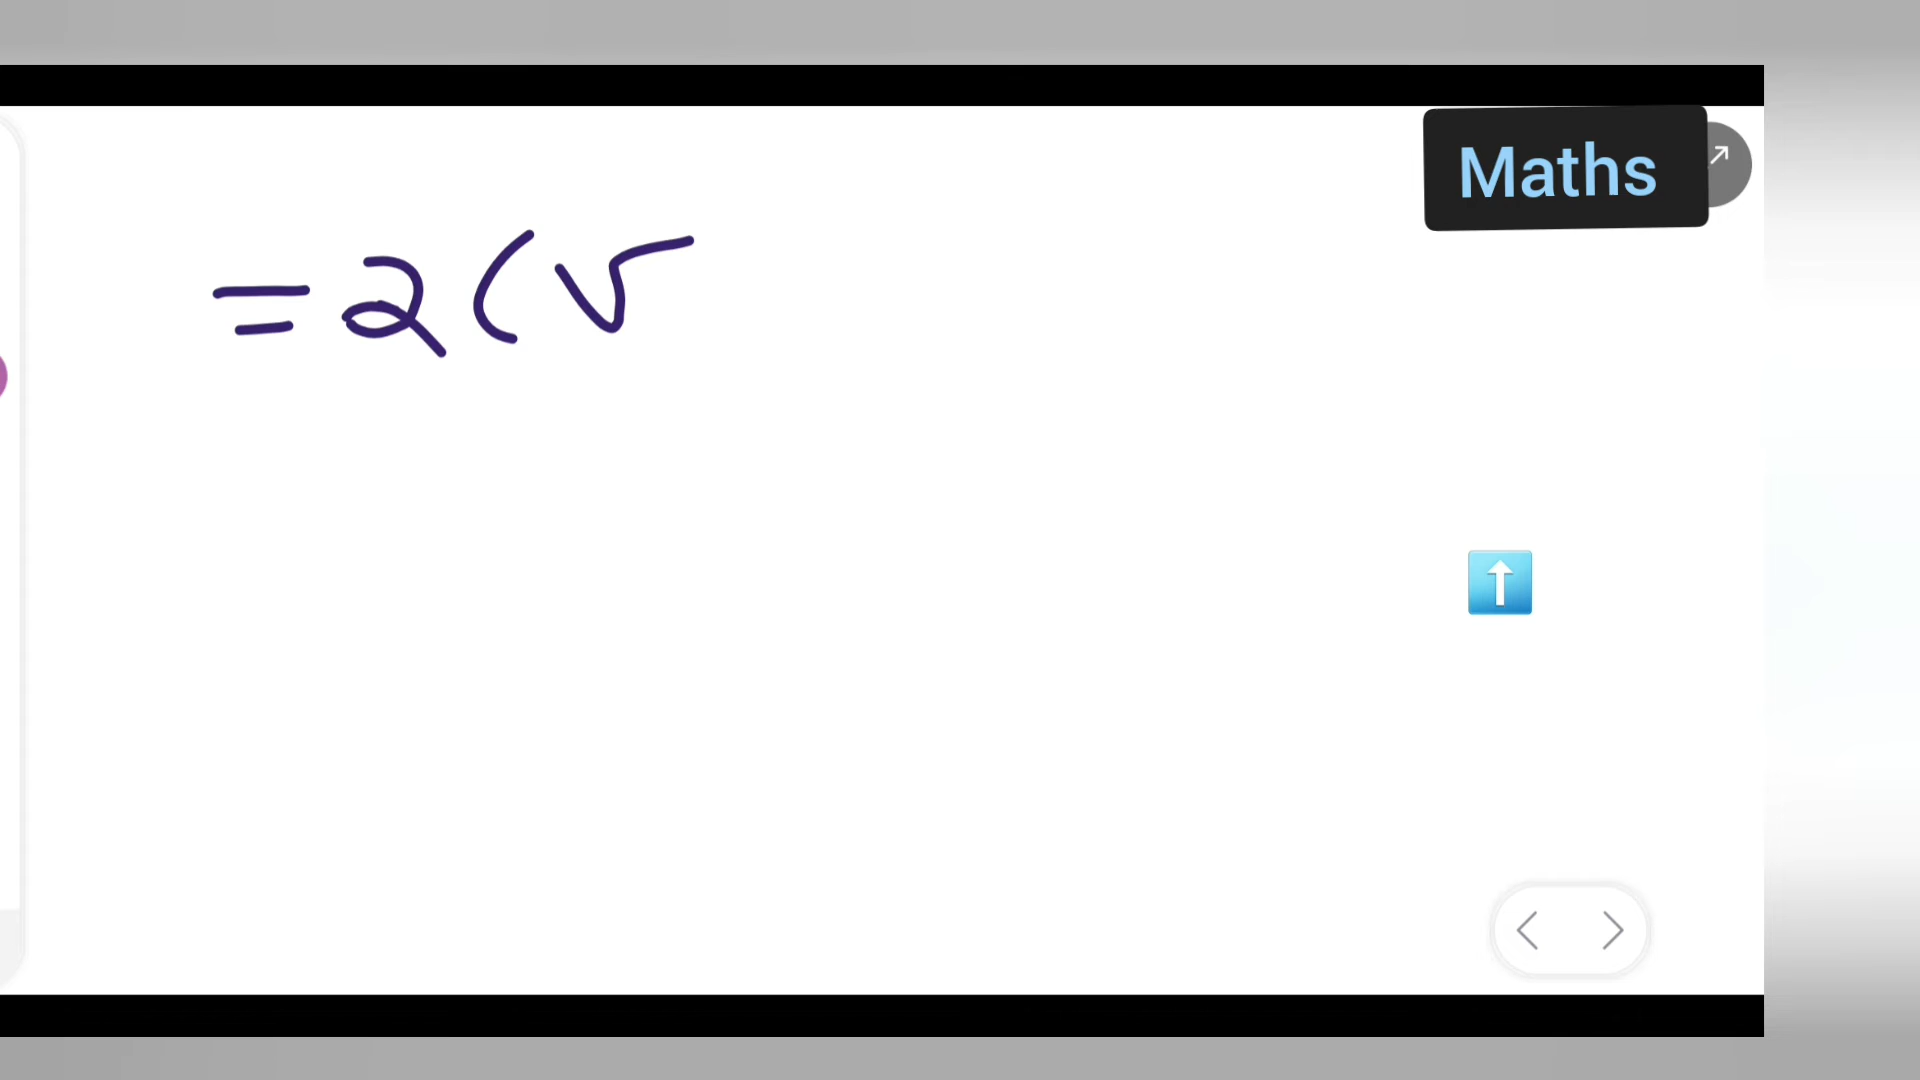 Maths
= 2 ( √